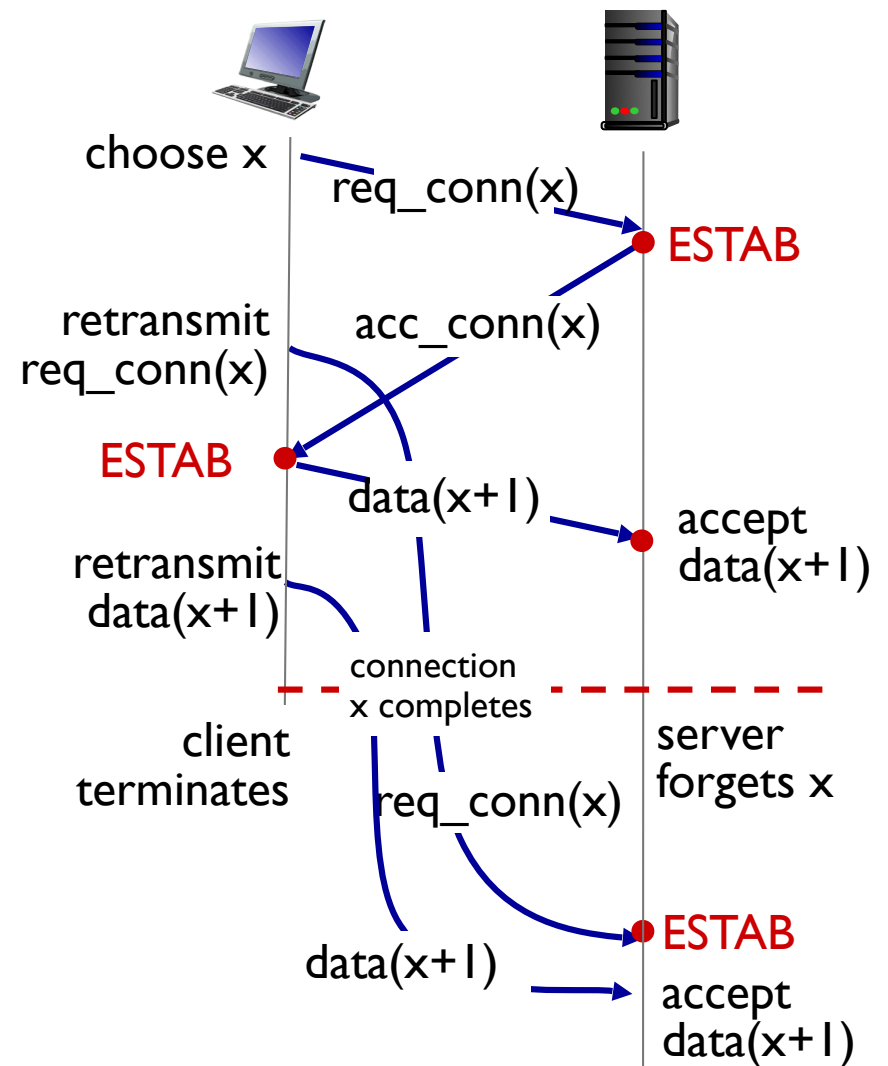 choose x
req_conn(x)
ESTAB
retransmit
req_conn(x)
acc_conn(x)
ESTAB
data(x+1)
accept
data(x+1)
retransmit
data(x+1)
connection
x completes
client
terminates
server
forgets x
req_conn(x)
ESTAB
data(x+1)
accept
data(x+1)